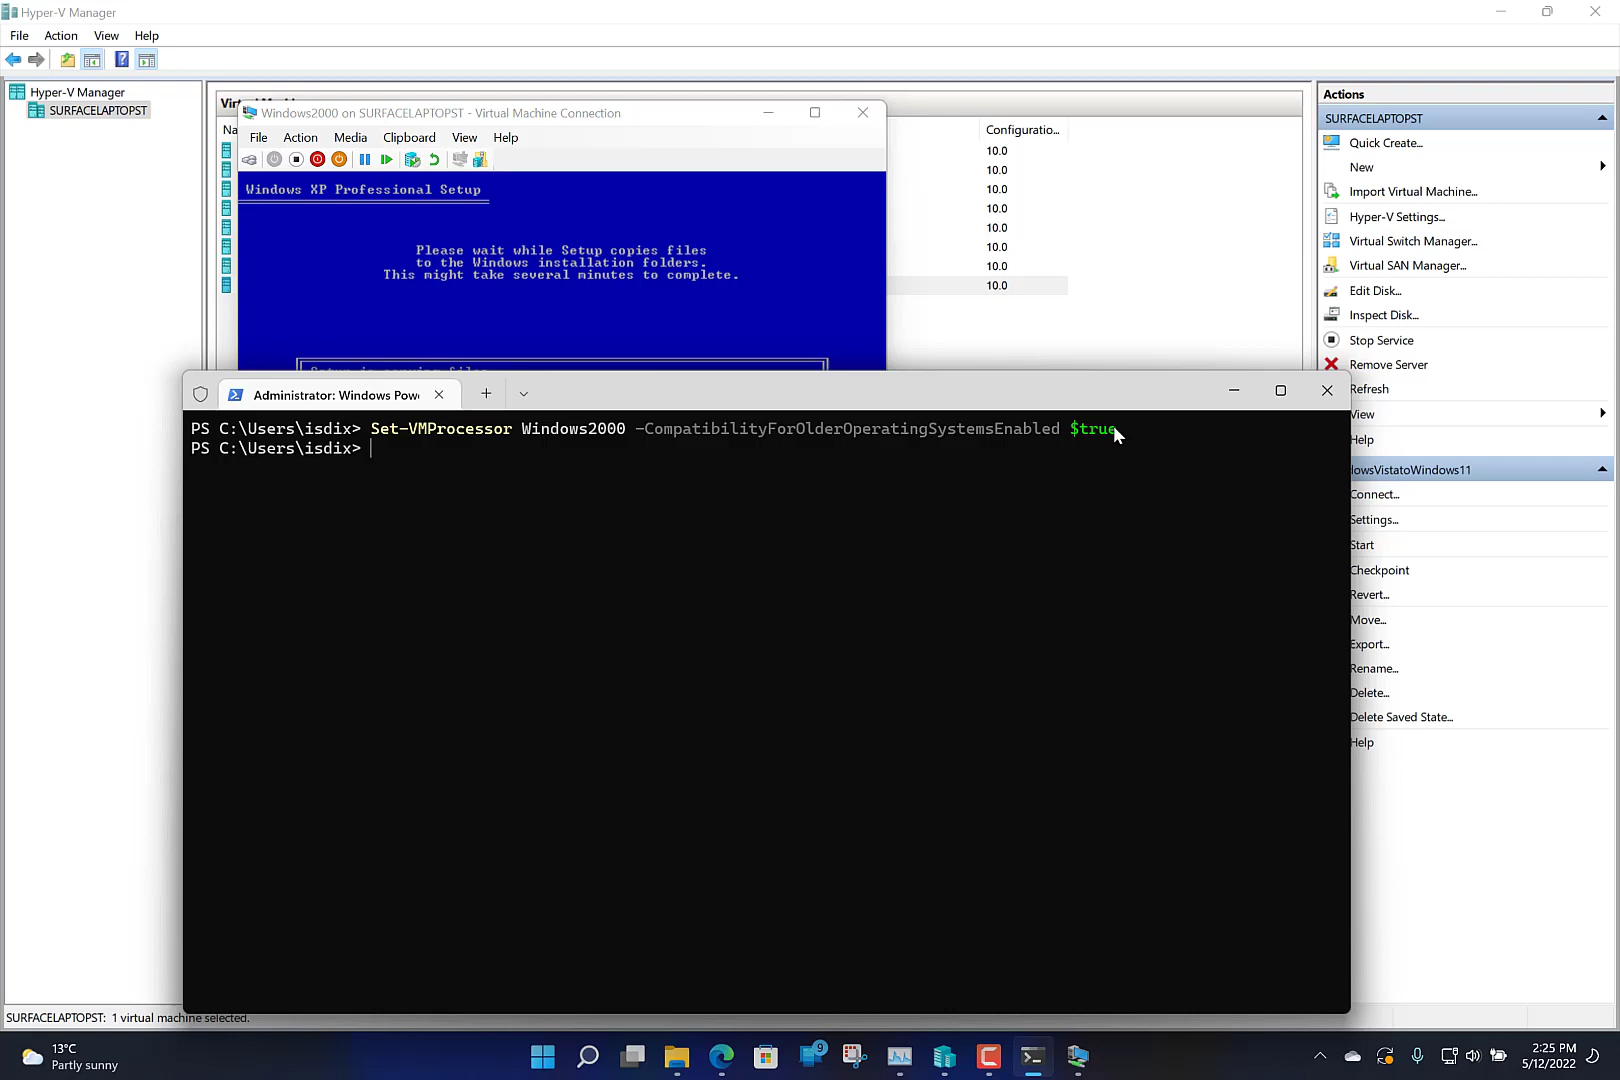 Hyper-V Manager
File Action View Help
Hyper-V Manager
SURFACELAPTOPST
Windows2000 on SURFACELAPTOPST - Virtual Machine Connection
File Action Media Clipboard View Help
Windows XP Professional Setup
Please wait while Setup copies files
to the Windows installation folders.
This might take several minutes to complete.
Configuratio...
10.0
10.0
10.0
10.0
10.0
10.0
10.0
10.0
Administrator: Windows Pow
PS C:\Users\isdix> Set-VMProcessor Windows2000 -CompatibilityForOlderOperatingSystemsEnabled $true
PS C:\Users\isdix>
Actions
SURFACELAPTOPST
Quick Create...
New
Import Virtual Machine...
Hyper-V Settings...
Virtual Switch Manager...
Virtual SAN Manager...
Edit Disk...
Inspect Disk...
Stop Service
Remove Server
Refresh
View
Help
lowsVistatoWindows11
Connect...
Settings...
Start
Checkpoint
Revert...
Move...
Export...
Rename...
Delete...
Delete Saved State...
Help
SURFACELAPTOPST: 1 virtual machine selected.
13°C
Partly sunny
9
2:25 PM
5/12/2022